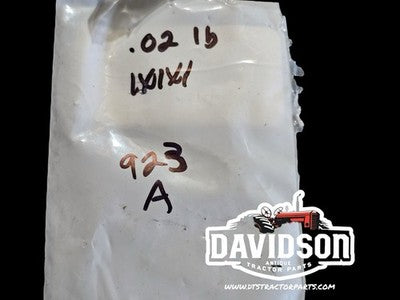 .02 lb
1X1X1
923
A
DAVIDSON
ANTIQUE
TRACTOR PARTS
WWW.DTSTRACTORPARTS.COM